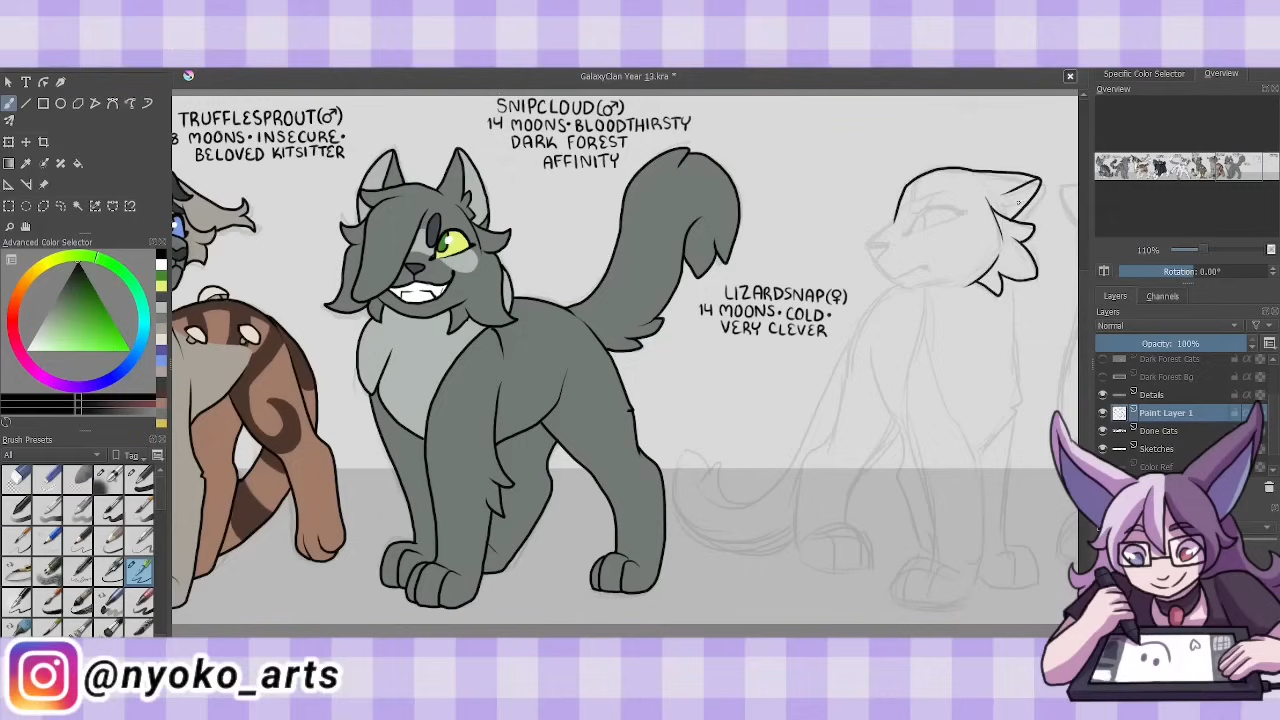 GalaxyClan Year 13.kra *
Specific Color Selector
Overview
Overview
TRUFFLESPROUT(♂)
8 MOONS • INSECURE •
BELOVED KITSITTER
SNIPCLOUD(♂)
14 MOONS • BLOODTHIRSTY
DARK FOREST
AFFINITY
LIZARDSNAP(♀)
14 MOONS • COLD •
VERY CLEVER
Advanced Color Selector
Brush Presets
All
Tag
110%
Rotation: 0.00°
Layers
Channels
Layers
Normal
Opacity: 100%
Dark Forest Cats
Dark Forest Bg
Details
Paint Layer 1
Done Cats
Sketches
Color Ref
@nyoko_arts